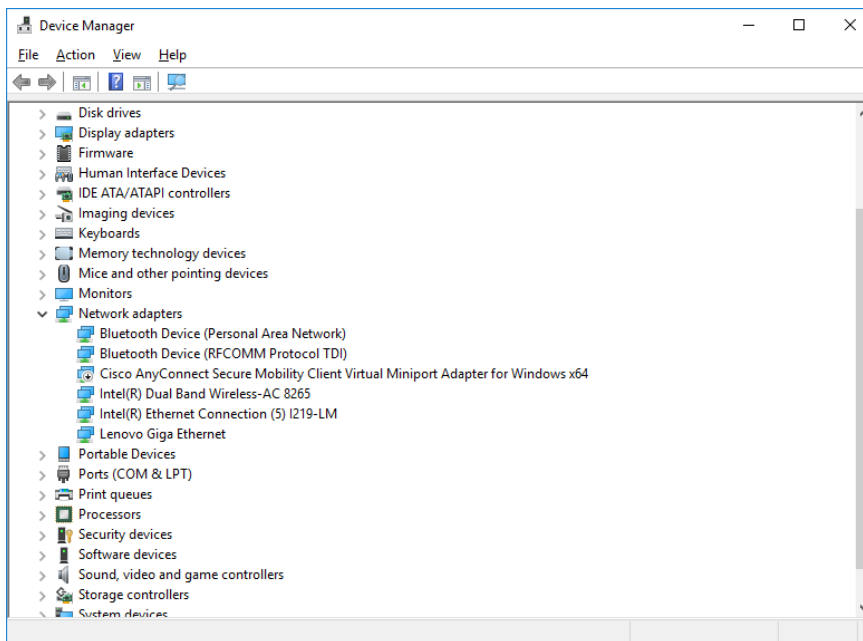 Device Manager
File Action View Help
Disk drives
Display adapters
Firmware
Human Interface Devices
IDE ATA/ATAPI controllers
Imaging devices
Keyboards
Memory technology devices
Mice and other pointing devices
Monitors
Network adapters
Bluetooth Device (Personal Area Network)
Bluetooth Device (RFCOMM Protocol TDI)
Cisco AnyConnect Secure Mobility Client Virtual Miniport Adapter for Windows x64
Intel(R) Dual Band Wireless-AC 8265
Intel(R) Ethernet Connection (5) I219-LM
Lenovo Giga Ethernet
Portable Devices
Ports (COM & LPT)
Print queues
Processors
Security devices
Software devices
Sound, video and game controllers
Storage controllers
System devices